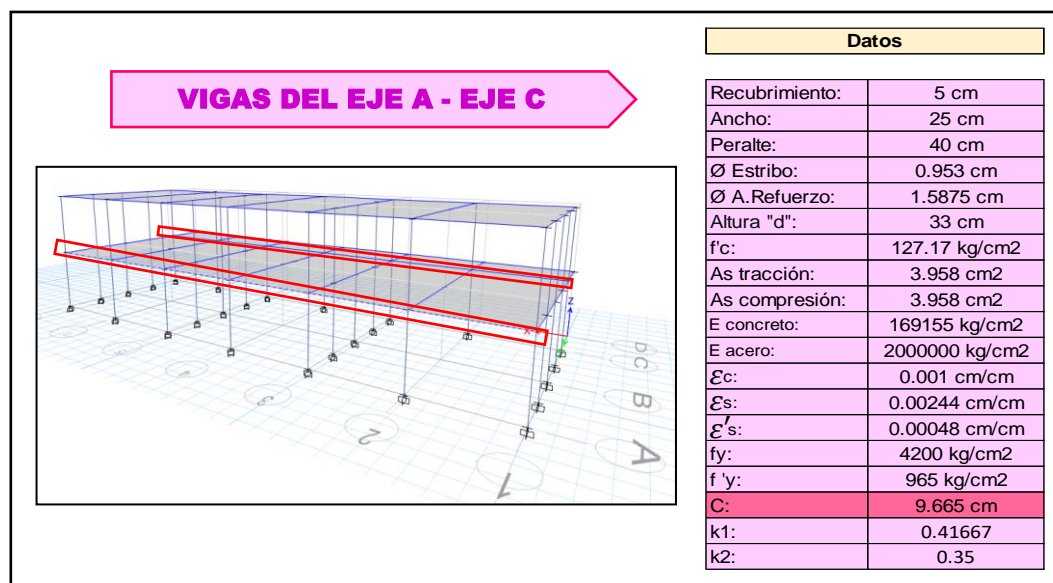 VIGAS DEL EJE A - EJE C
Z
X
D C B A
4
3
2
1
Datos
Recubrimiento: 5 cm
Ancho: 25 cm
Peralte: 40 cm
Ø Estribo: 0.953 cm
Ø A.Refuerzo: 1.5875 cm
Altura "d": 33 cm
f'c: 127.17 kg/cm2
As tracción: 3.958 cm2
As compresión: 3.958 cm2
E concreto: 169155 kg/cm2
E acero: 2000000 kg/cm2
Ɛc: 0.001 cm/cm
Ɛs: 0.00244 cm/cm
Ɛ's: 0.00048 cm/cm
fy: 4200 kg/cm2
f 'y: 965 kg/cm2
C: 9.665 cm
k1: 0.41667
k2: 0.35